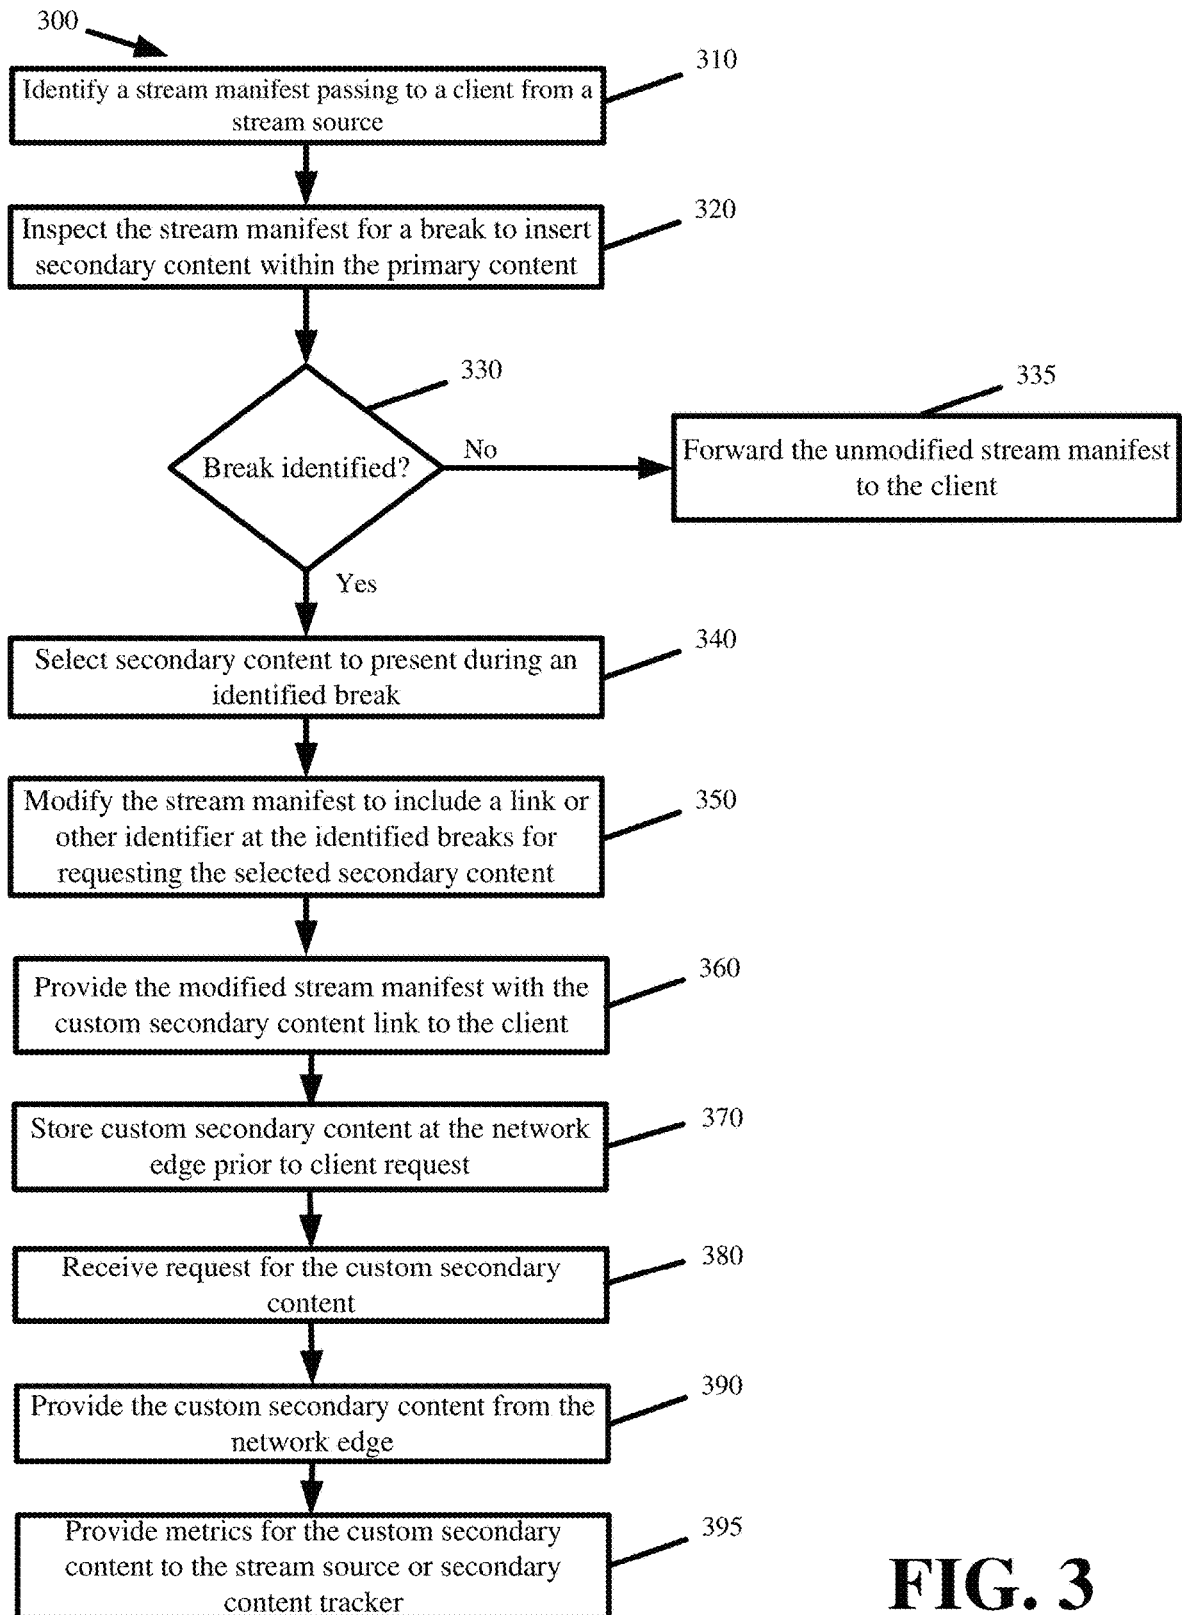 300
310
Identify a stream manifest passing to a client from a
stream source
320
Inspect the stream manifest for a break to insert
secondary content within the primary content
330
335
Break identified?
No
Forward the unmodified stream manifest
to the client
Yes
340
Select secondary content to present during an
identified break
350
Modify the stream manifest to include a link or
other identifier at the identified breaks for
requesting the selected secondary content
360
Provide the modified stream manifest with the
custom secondary content link to the client
370
Store custom secondary content at the network
edge prior to client request
380
Receive request for the custom secondary
content
390
Provide the custom secondary content from the
network edge
395
Provide metrics for the custom secondary
content to the stream source or secondary
content tracker
FIG. 3